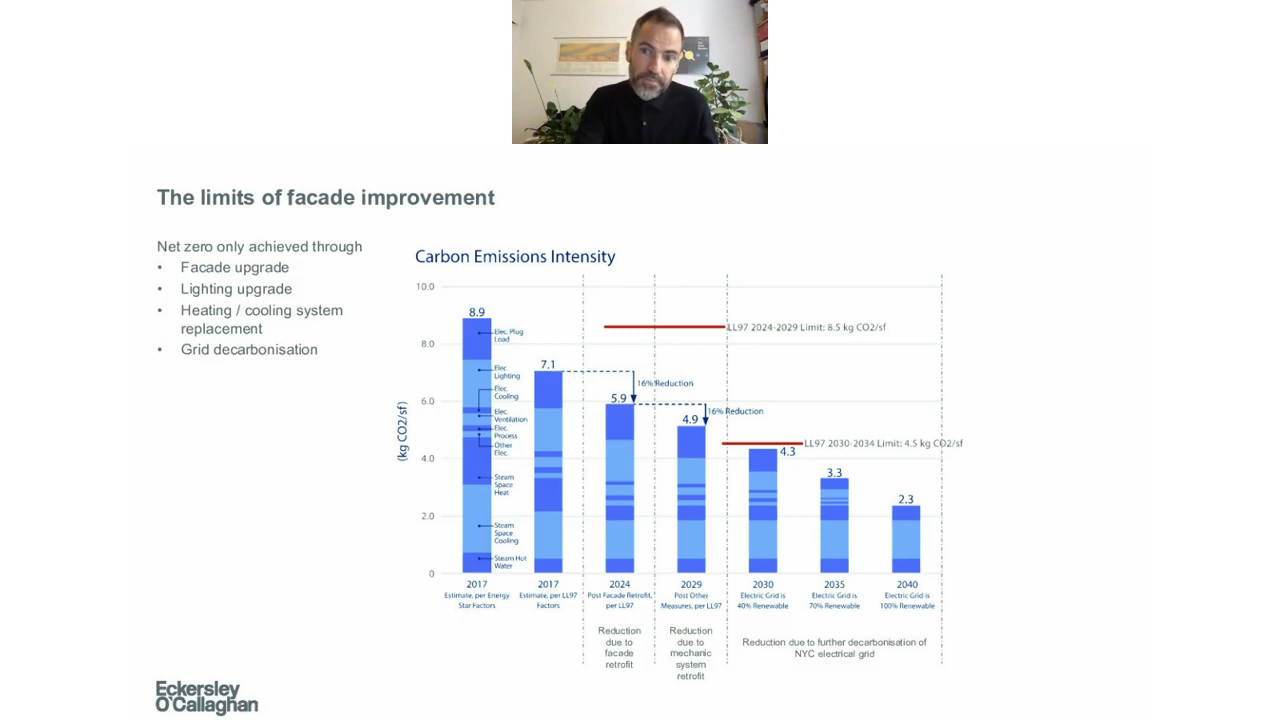 The limits of facade improvement
Net zero only achieved through
• Facade upgrade
• Lighting upgrade
• Heating / cooling system
replacement
• Grid decarbonisation
Carbon Emissions Intensity
(kg CO2/sf)
10.0
8.0
6.0
4.0
2.0
0
8.9
Elec. Plug
Load
Elec.
Lighting
Elec.
Cooling
Elec.
Ventilation
Elec.
Process
Other
Elec.
Steam
Space
Heat
Steam
Space
Cooling
Steam Hot
Water
7.1
5.9
4.9
4.3
3.3
2.3
16% Reduction
16% Reduction
LL97 2024-2029 Limit: 8.5 kg CO2/sf
LL97 2030-2034 Limit: 4.5 kg CO2/sf
2017
Estimate, per Energy
Star Factors
2017
Estimate, per LL97
Factors
2024
Post Facade Retrofit,
per LL97
2029
Post Other
Measures, per LL97
2030
Electric Grid is
40% Renewable
2035
Electric Grid is
70% Renewable
2040
Electric Grid is
100% Renewable
Reduction
due to
facade
retrofit
Reduction
due to
mechanic
system
retrofit
Reduction due to further decarbonisation of
NYC electrical grid
Eckersley
O'Callaghan